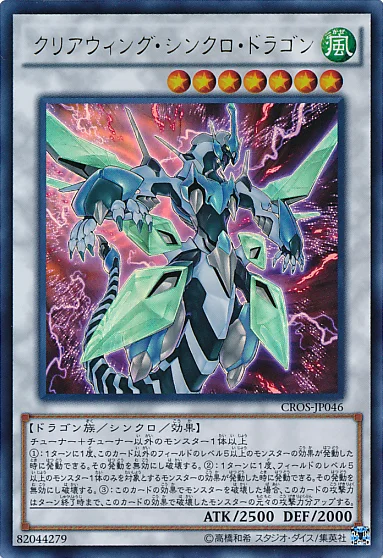 クリアウィング・シンクロ・ドラゴン
風
CROS-JP046
【ドラゴン族／シンクロ／効果】
チューナー＋チューナー以外のモンスター1体以上
①：1ターンに1度、このカード以外のフィールドのレベル5以上のモンスターの効果が発動した
時に発動できる。その発動を無効にし破壊する。②：1ターンに1度、フィールドのレベル5
以上のモンスター1体のみを対象とするモンスターの効果が発動した時に発動できる。その発動を
無効にし破壊する。③：このカードの効果でモンスターを破壊した場合、このカードの攻撃
力はターン終了時まで、このカードの効果で破壊したモンスターの元々の攻撃力分アップする。
ATK/2500 DEF/2000
82044279
©高橋和希 スタジオ・ダイス/集英社